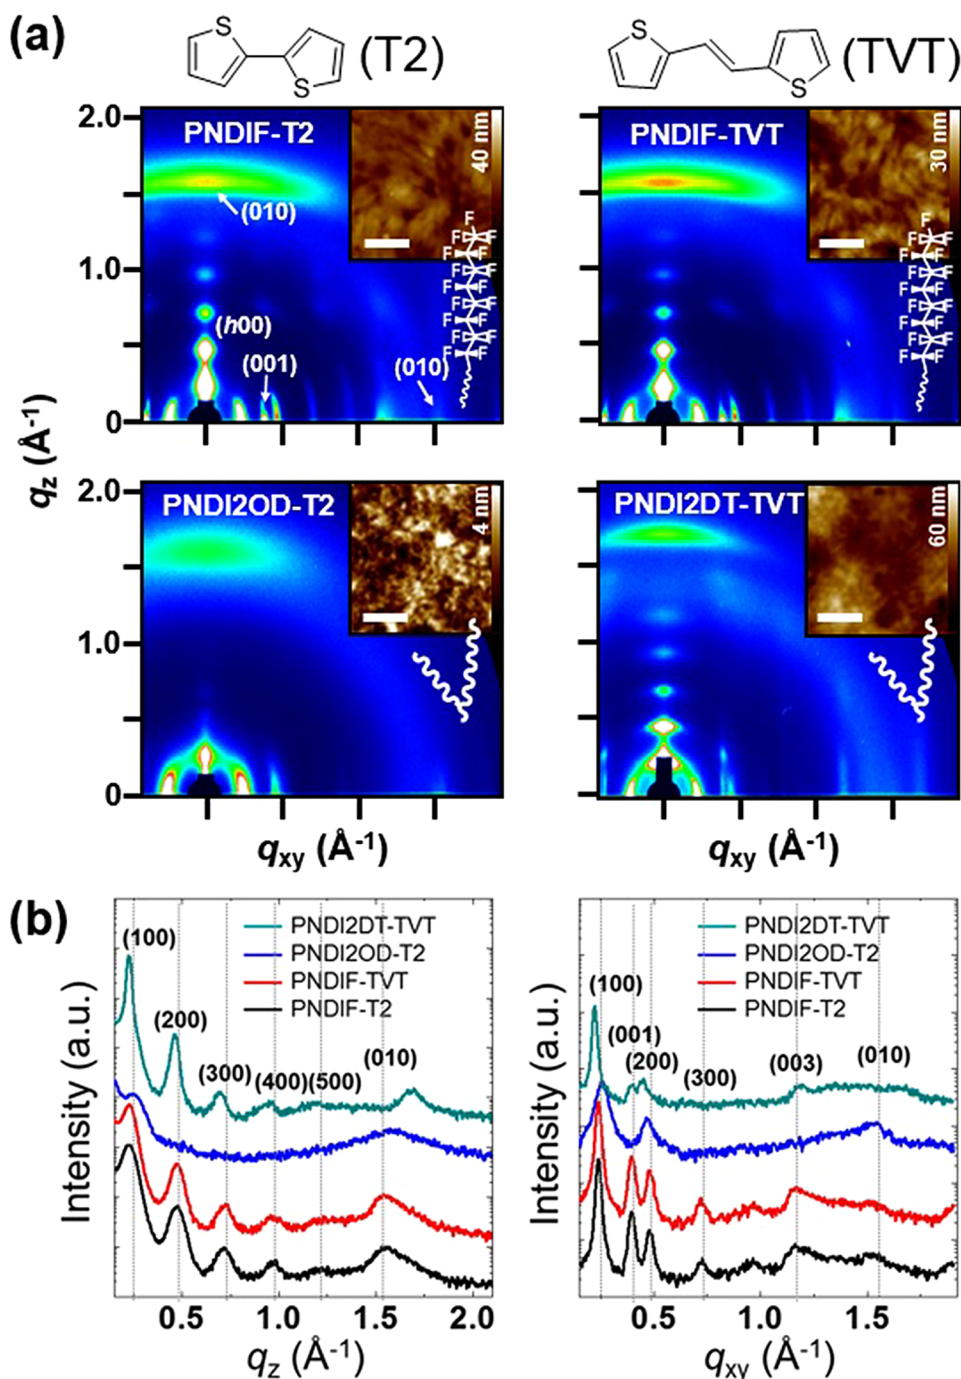 (a)
S
S
(T2)
S
S
(TVT)
2.0
1.0
0
PNDIF-T2
40 nm
(010)
(h00)
(001)
(010)
F
F F
F F
F F
F F
F F
F F
F F
F F
PNDIF-TVT
30 nm
F
F F
F F
F F
F F
F F
F F
F F
F F
qz (Å-1)
2.0
1.0
0
PNDI2OD-T2
4 nm
PNDI2DT-TVT
60 nm
qxy (Å-1)
qxy (Å-1)
(b)
Intensity (a.u.)
(100)
(200)
(300)
(400)
(500)
(010)
PNDI2DT-TVT
PNDI2OD-T2
PNDIF-TVT
PNDIF-T2
0.5
1.0
1.5
2.0
qz (Å-1)
Intensity (a.u.)
(100)
(001)
(200)
(300)
(003)
(010)
PNDI2DT-TVT
PNDI2OD-T2
PNDIF-TVT
PNDIF-T2
0.5
1.0
1.5
qxy (Å-1)